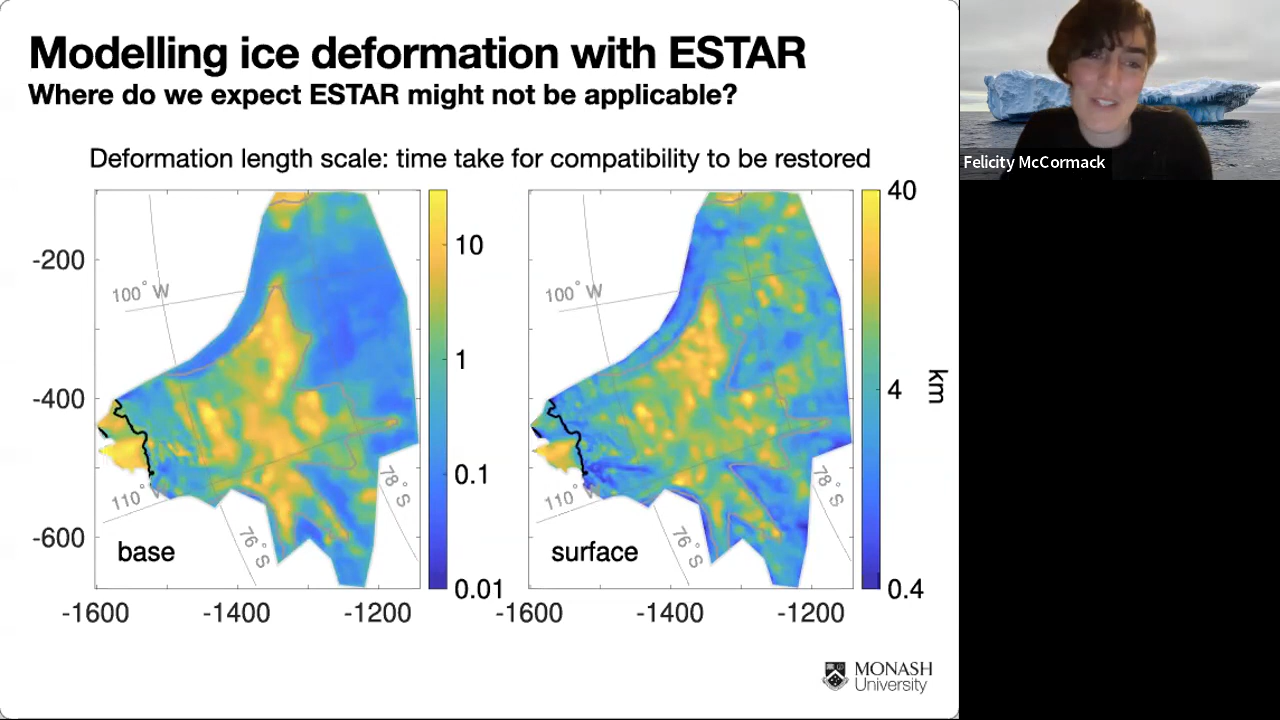 Modelling ice deformation with ESTAR
Where do we expect ESTAR might not be applicable?
Felicity McCormack
Deformation length scale: time take for compatibility to be restored
-200
-400
-600
100° W
110° W
76° S
78° S
base
-1600
-1400
-1200
10
1
0.1
0.01
100° W
110° W
76° S
78° S
surface
-1600
-1400
-1200
40
4
0.4
km
MONASH
University